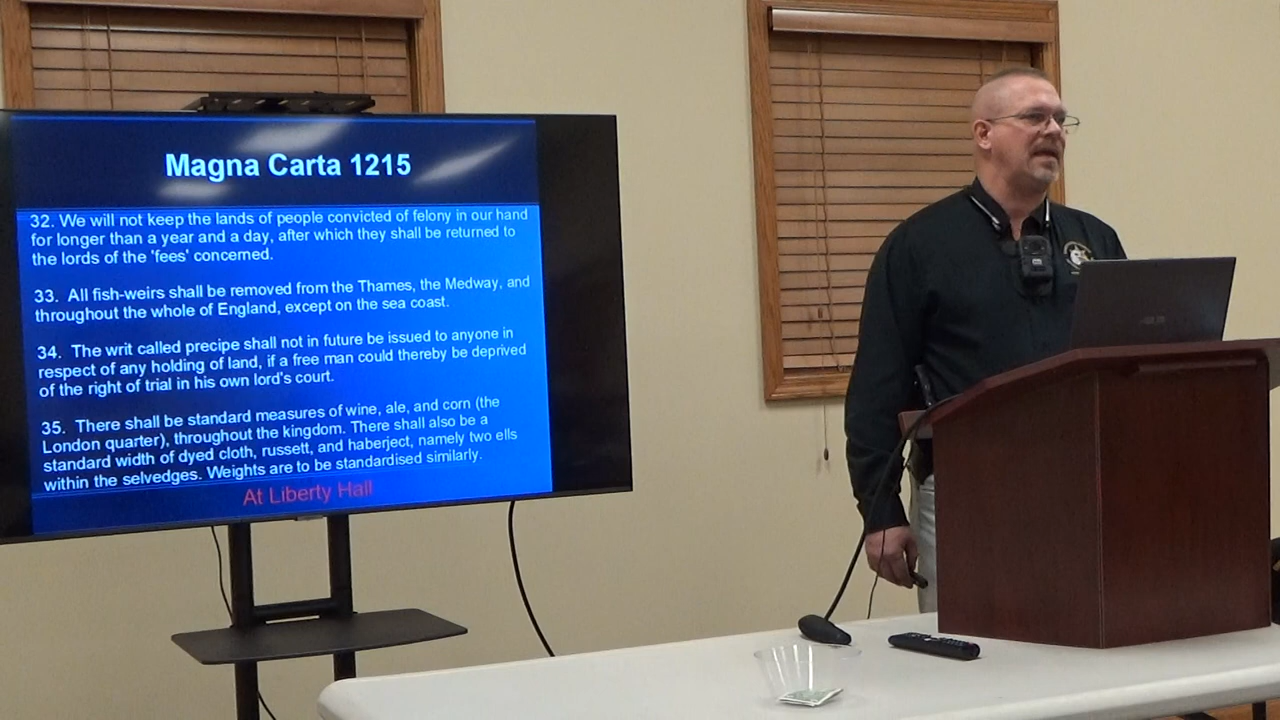 Magna Carta 1215
32. We will not keep the lands of people convicted of felony in our hand
for longer than a year and a day, after which they shall be returned to
the lords of the 'fees' concerned.
33. All fish-weirs shall be removed from the Thames, the Medway, and
throughout the whole of England, except on the sea coast.
34. The writ called precipe shall not in future be issued to anyone in
respect of any holding of land, if a free man could thereby be deprived
of the right of trial in his own lord's court.
35. There shall be standard measures of wine, ale, and corn (the
London quarter), throughout the kingdom. There shall also be a
standard width of dyed cloth, russett, and haberject, namely two ells
within the selvedges. Weights are to be standardised similarly.
At Liberty Hall